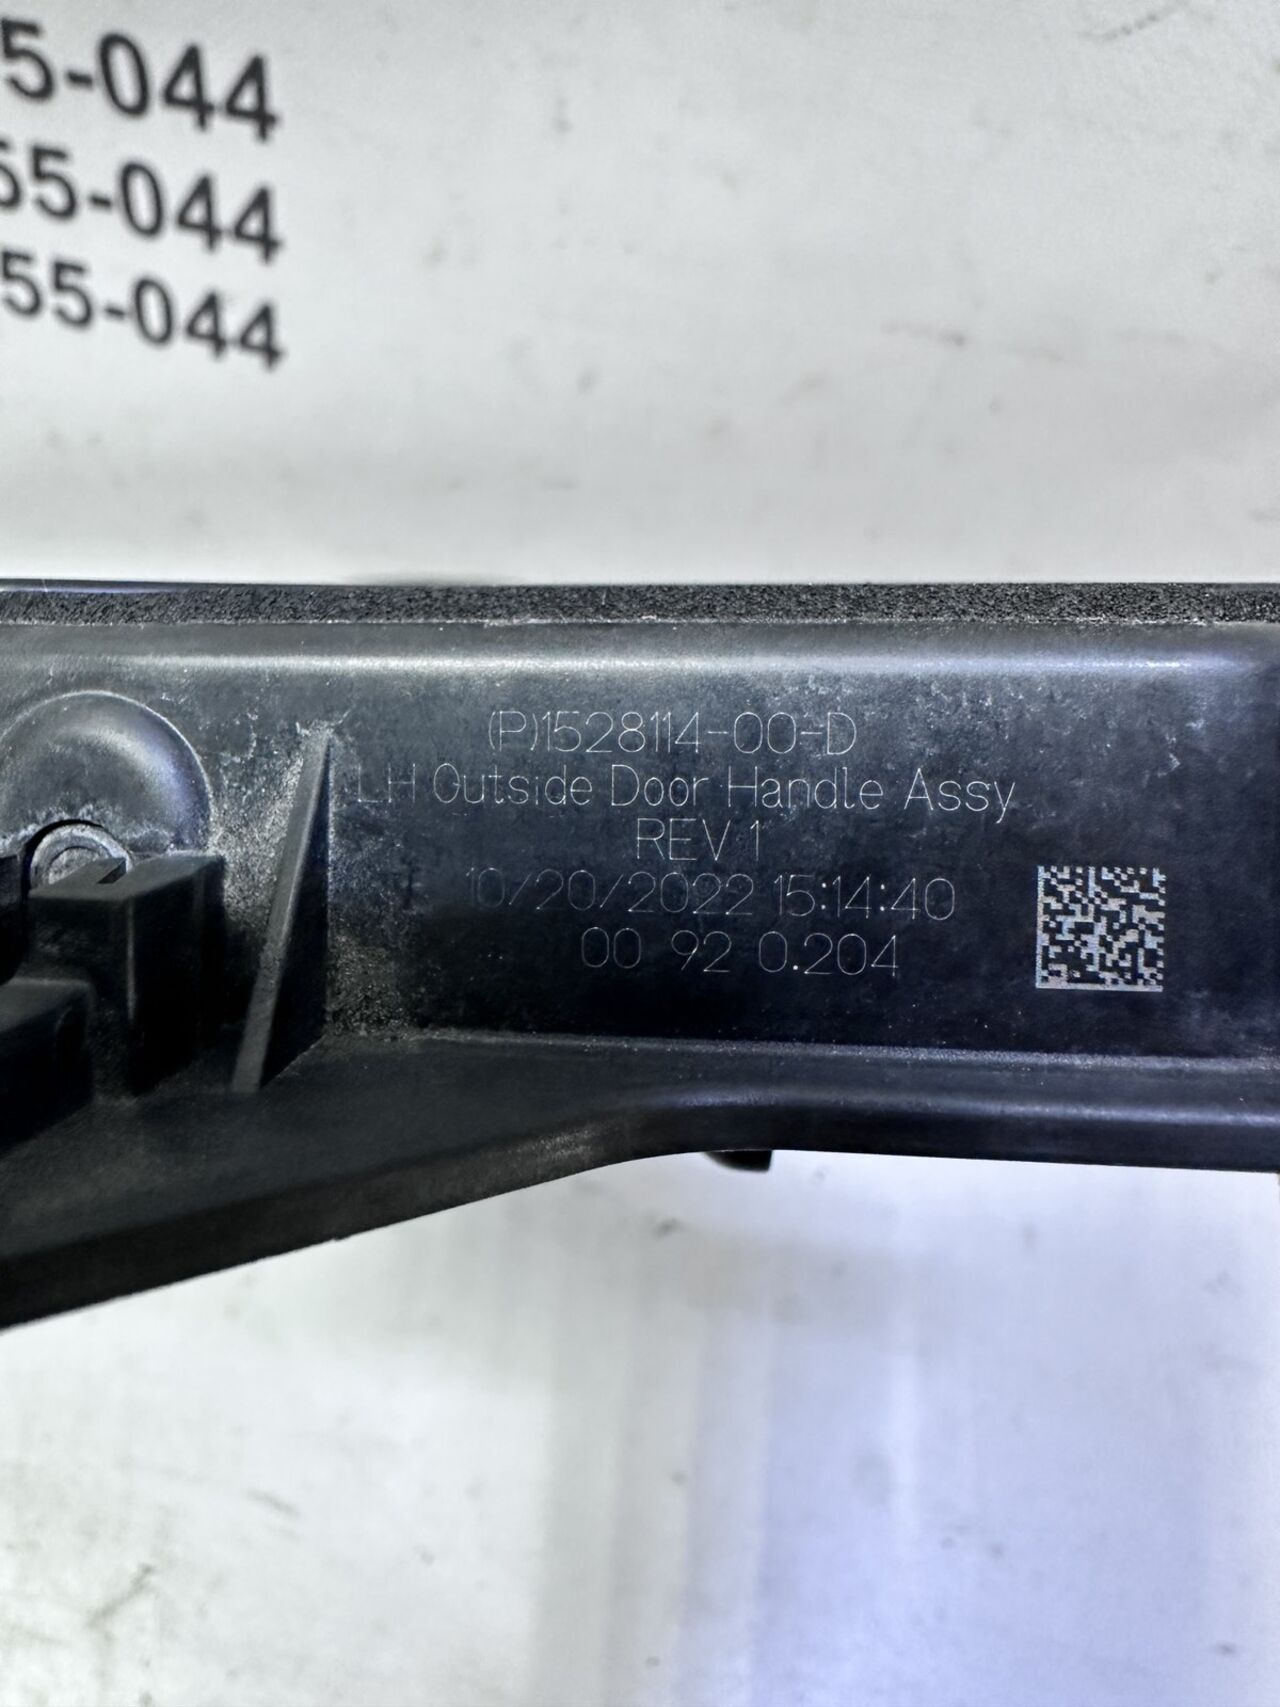 5-044
55-044
55-044
(P)1528114-00-D
LH Outside Door Handle Assy
REV 1
10/20/2022 15:14:40
00 92 0.204